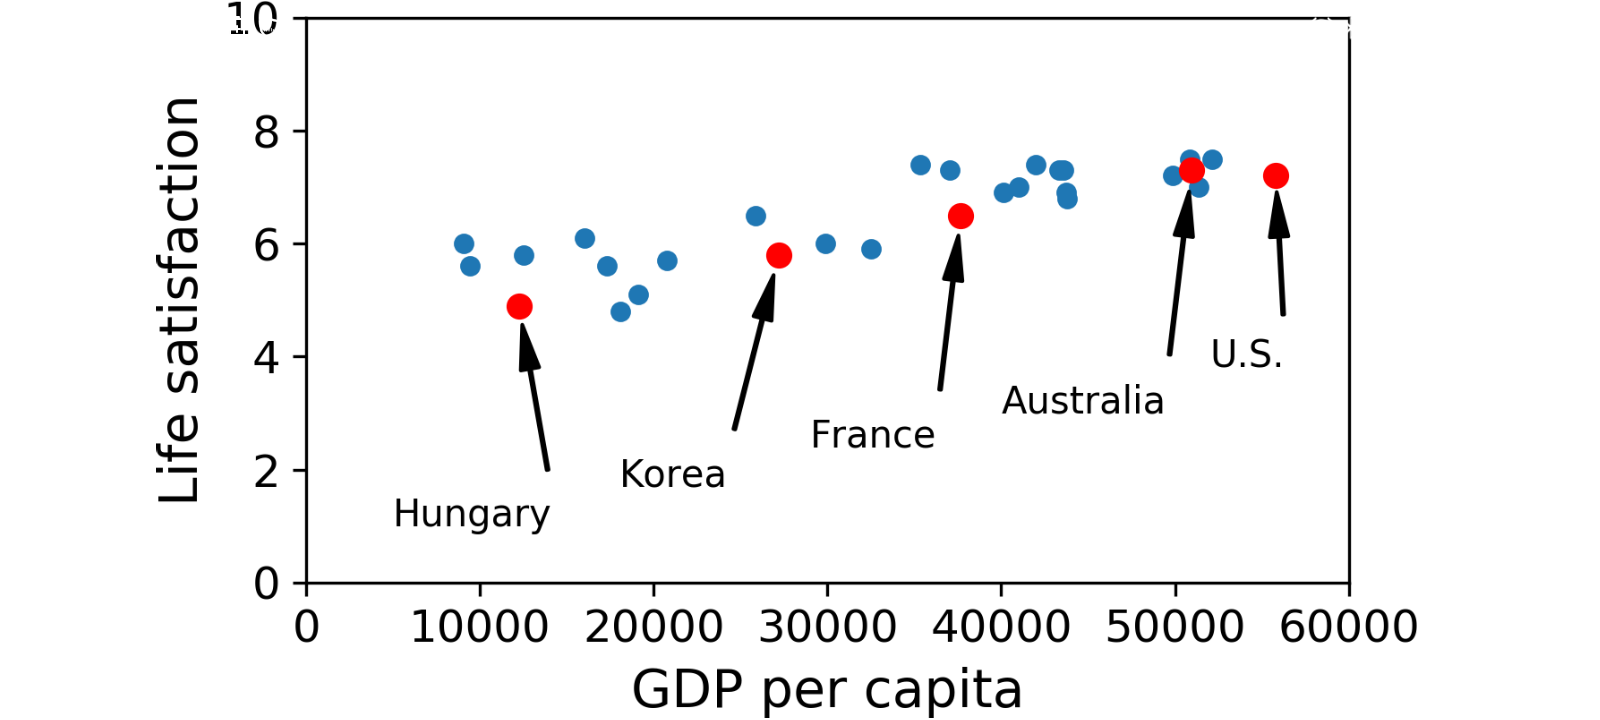 10
8
6
4
2
0
Life satisfaction
U.S.
Australia
France
Korea
Hungary
0 10000 20000 30000 40000 50000 60000
GDP per capita